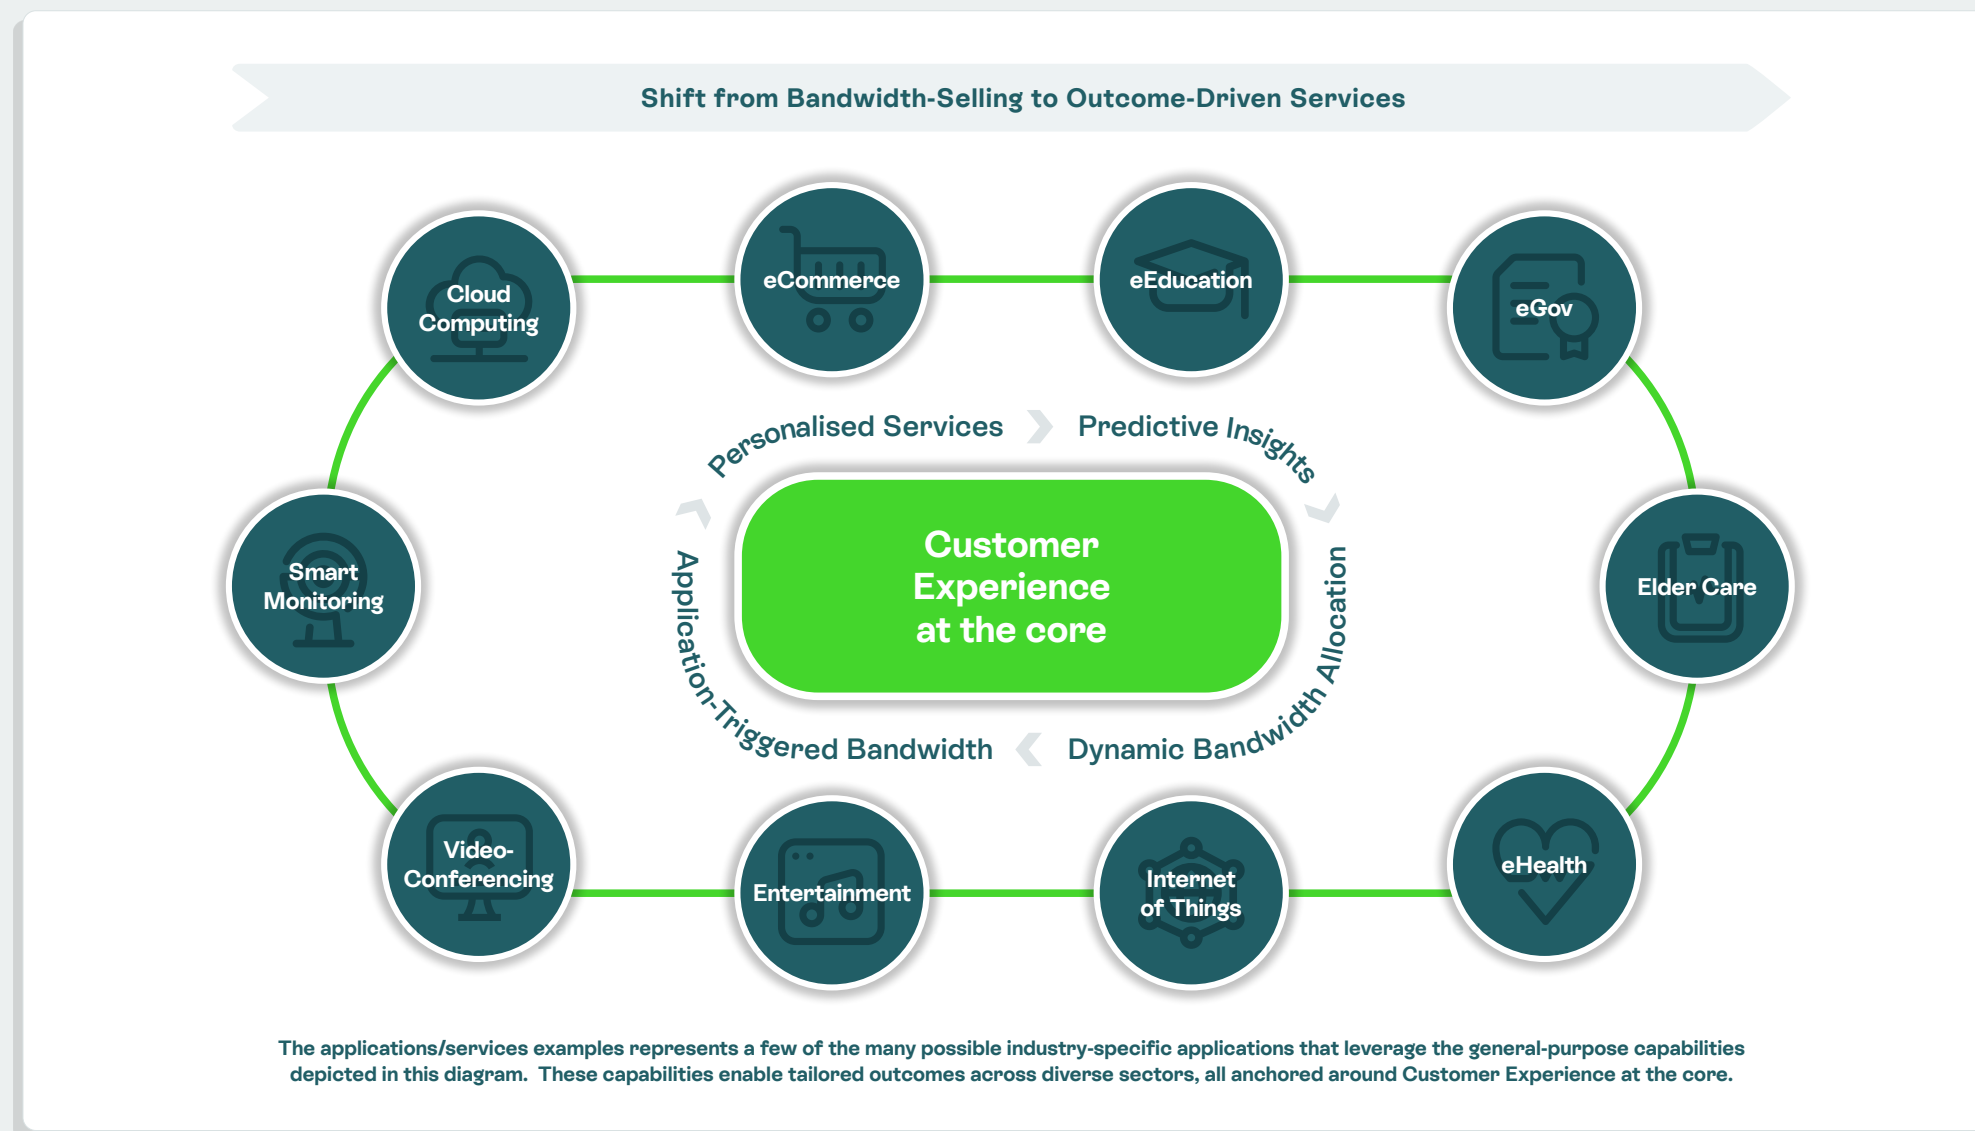 Shift from Bandwidth-Selling to Outcome-Driven Services
Cloud
Computing
eCommerce
eEducation
eGov
Personalised Services
Predictive Insights
Smart
Monitoring
Customer
Experience
at the core
Elder Care
Application-Triggered Bandwidth
Dynamic Bandwidth Allocation
Video-
Conferencing
Entertainment
Internet
of Things
eHealth
The applications/services examples represents a few of the many possible industry-specific applications that leverage the general-purpose capabilities
depicted in this diagram.  These capabilities enable tailored outcomes across diverse sectors, all anchored around Customer Experience at the core.